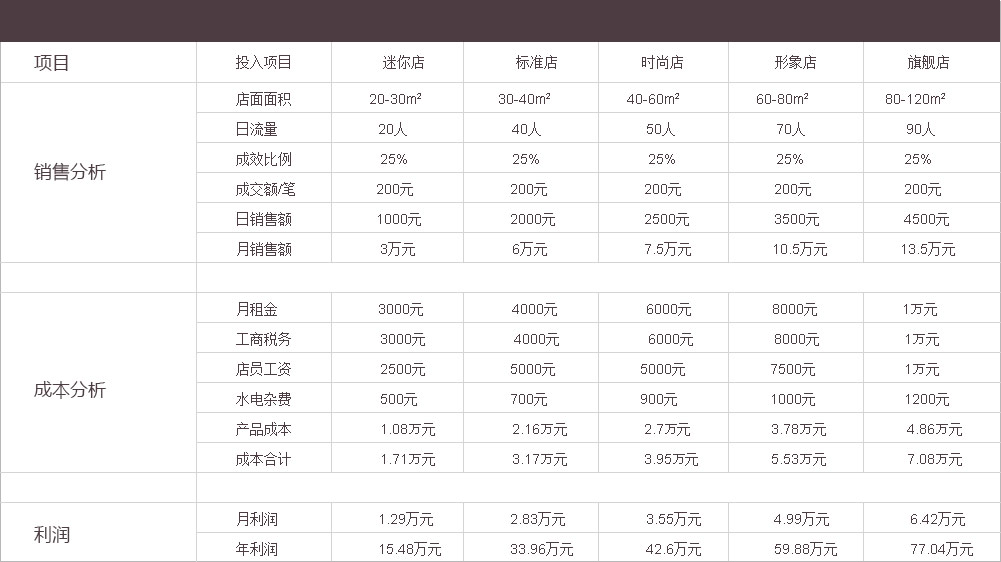 项目 投入项目 迷你店 标准店 时尚店 形象店 旗舰店
店面面积 20-30㎡ 30-40㎡ 40-60㎡ 60-80㎡ 80-120㎡
日流量 20人 40人 50人 70人 90人
成效比例 25% 25% 25% 25% 25%
销售分析
成交额/笔 200元 200元 200元 200元 200元
日销售额 1000元 2000元 2500元 3500元 4500元
月销售额 3万元 6万元 7.5万元 10.5万元 13.5万元
月租金 3000元 4000元 6000元 8000元 1万元
工商税务 3000元 4000元 6000元 8000元 1万元
店员工资 2500元 5000元 5000元 7500元 1万元
成本分析
水电杂费 500元 700元 900元 1000元 1200元
产品成本 1.08万元 2.16万元 2.7万元 3.78万元 4.86万元
成本合计 1.71万元 3.17万元 3.95万元 5.53万元 7.08万元
月利润 1.29万元 2.83万元 3.55万元 4.99万元 6.42万元
利润
年利润 15.48万元 33.96万元 42.6万元 59.88万元 77.04万元